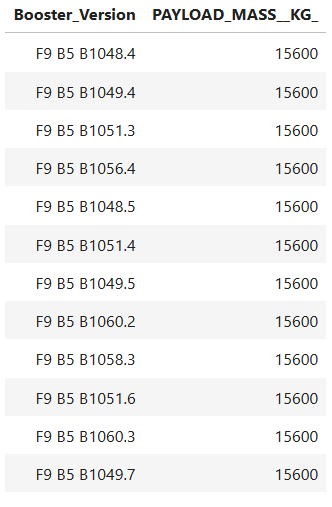 Booster_Version PAYLOAD_MASS__KG_
F9 B5 B1048.4 15600
F9 B5 B1049.4 15600
F9 B5 B1051.3 15600
F9 B5 B1056.4 15600
F9 B5 B1048.5 15600
F9 B5 B1051.4 15600
F9 B5 B1049.5 15600
F9 B5 B1060.2 15600
F9 B5 B1058.3 15600
F9 B5 B1051.6 15600
F9 B5 B1060.3 15600
F9 B5 B1049.7 15600